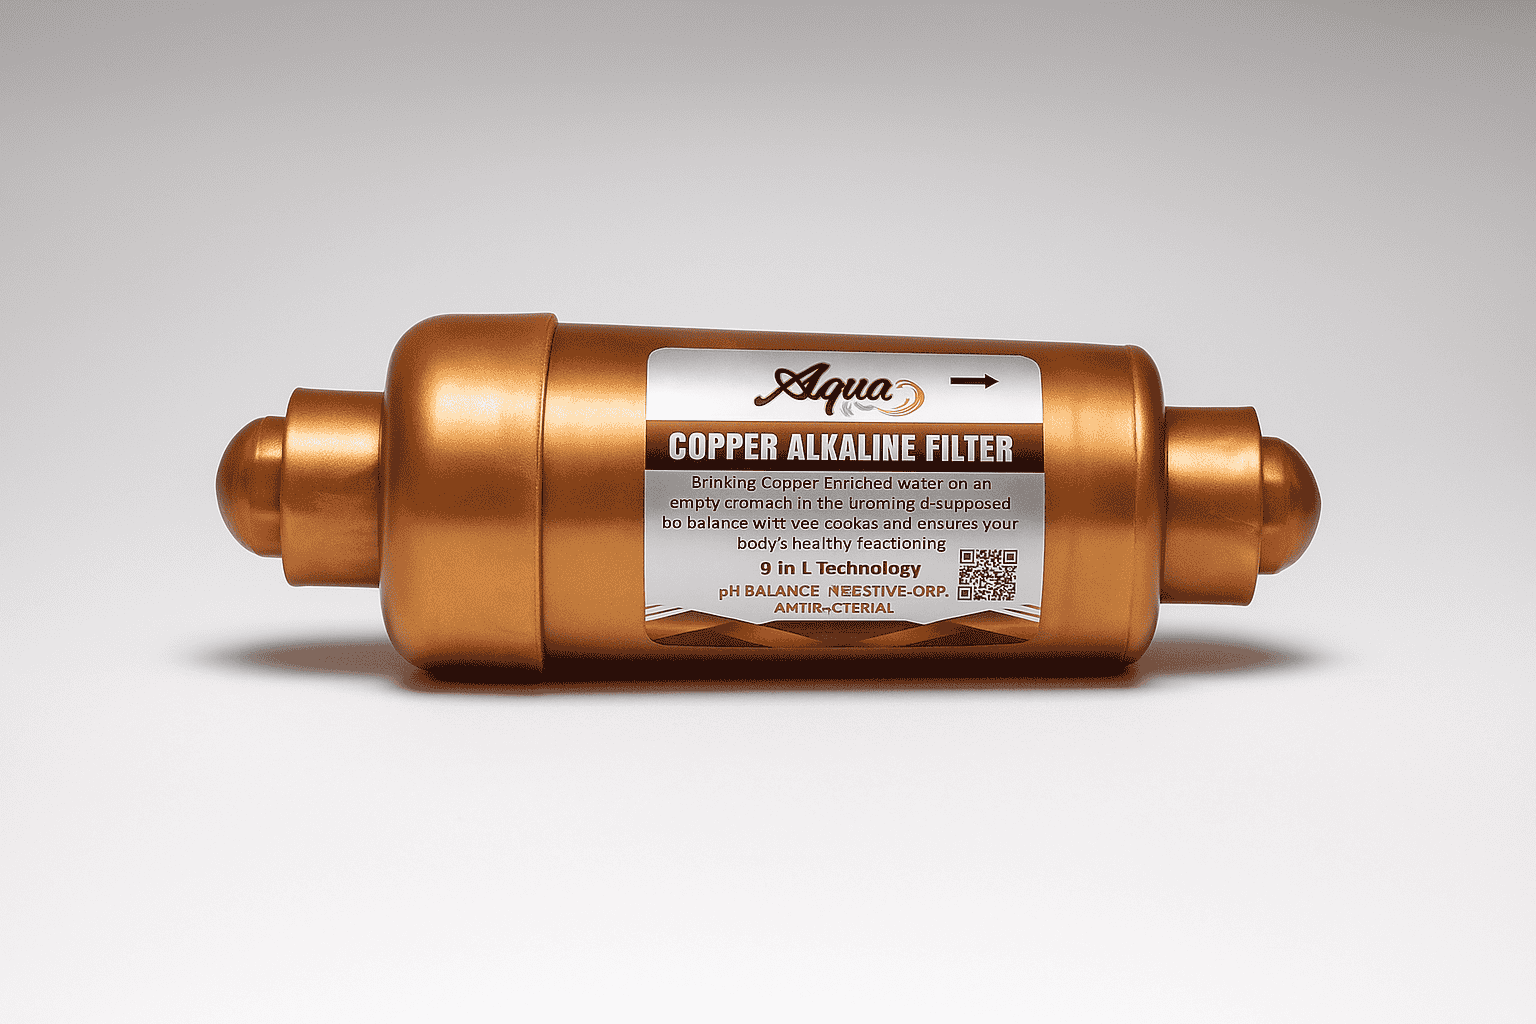 Aqua
COPPER ALKALINE FILTER
Brinking Copper Enriched water on an
empty cromach in the uroming d-supposed
bo balance witt vee cookas and ensures your
body's healthy feactioning
9 in L Technology
pH BALANCE NEESTIVE-ORP.
AMTIR-CTERIAL